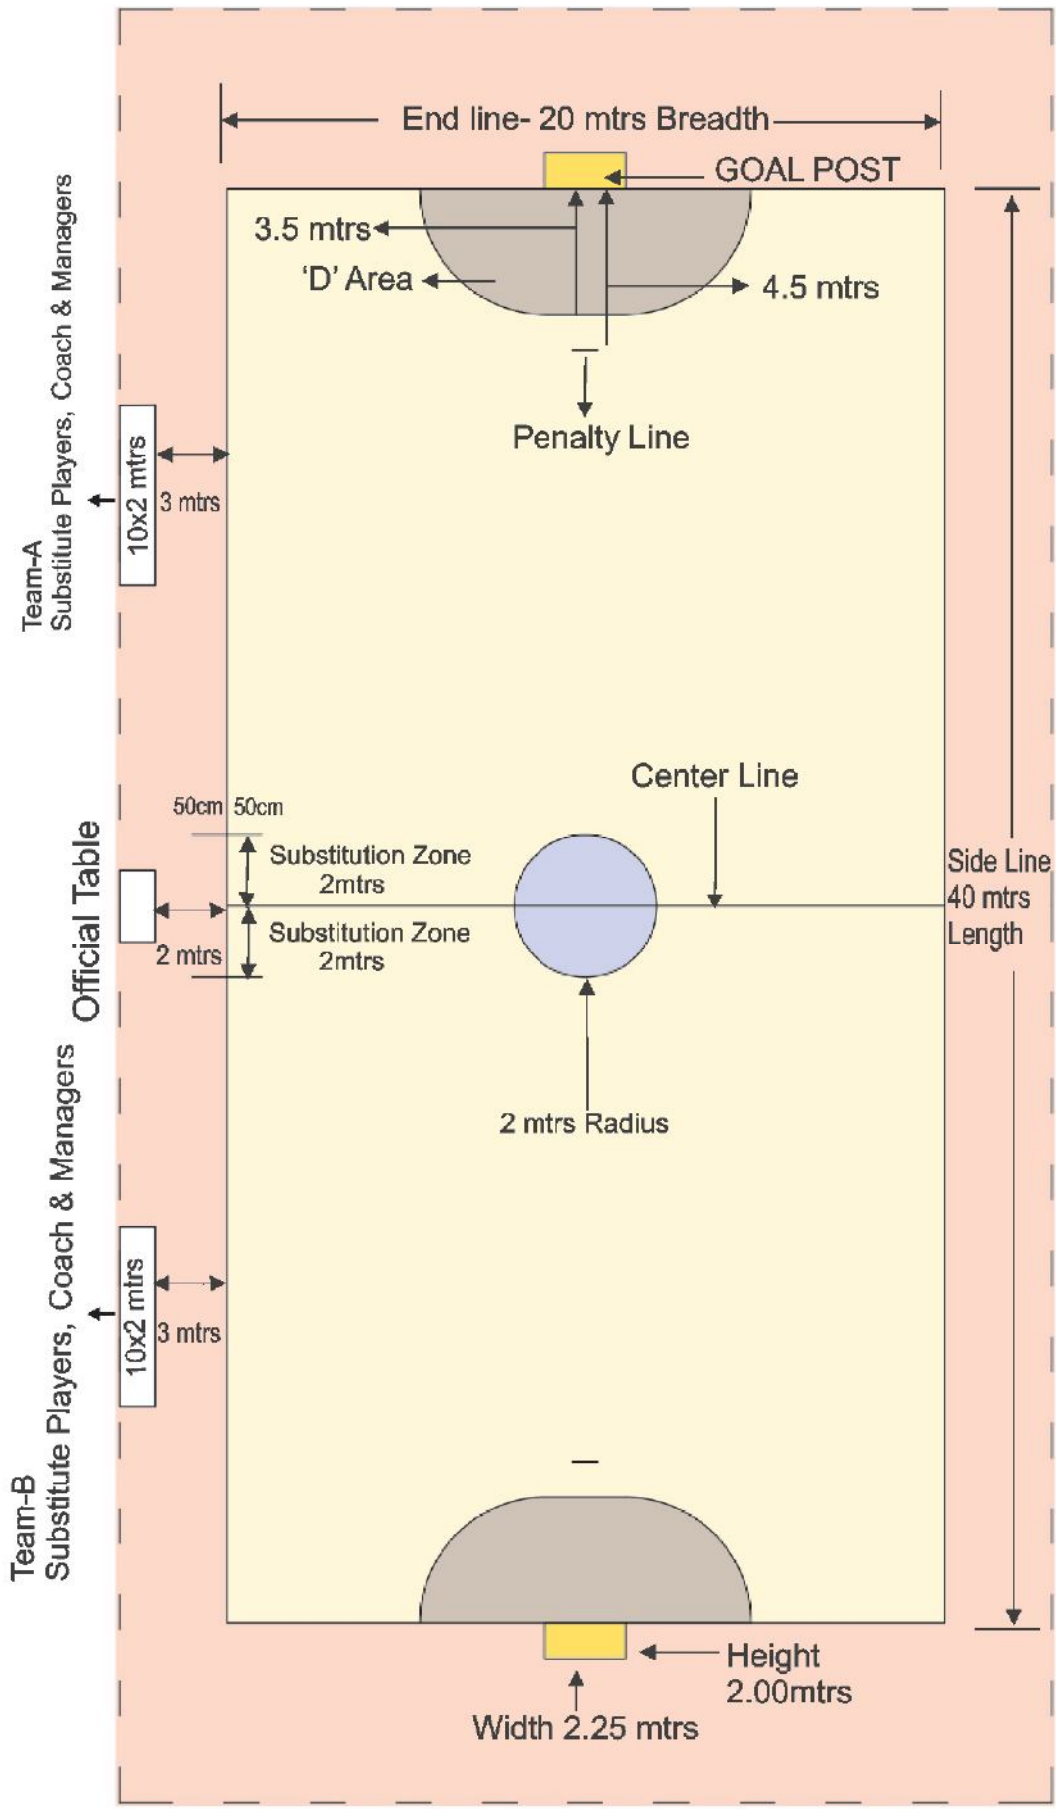 End line- 20 mtrs Breadth
GOAL POST
3.5 mtrs
‘D’ Area
4.5 mtrs
Penalty Line
Team-A
Substitute Players, Coach & Managers
10x2 mtrs
3 mtrs
Center Line
50cm 50cm
Substitution Zone
2mtrs
Official Table
2 mtrs
Substitution Zone
2mtrs
Side Line
40 mtrs
Length
2 mtrs Radius
Team-B
Substitute Players, Coach & Managers
10x2 mtrs
3 mtrs
Height
2.00mtrs
Width 2.25 mtrs